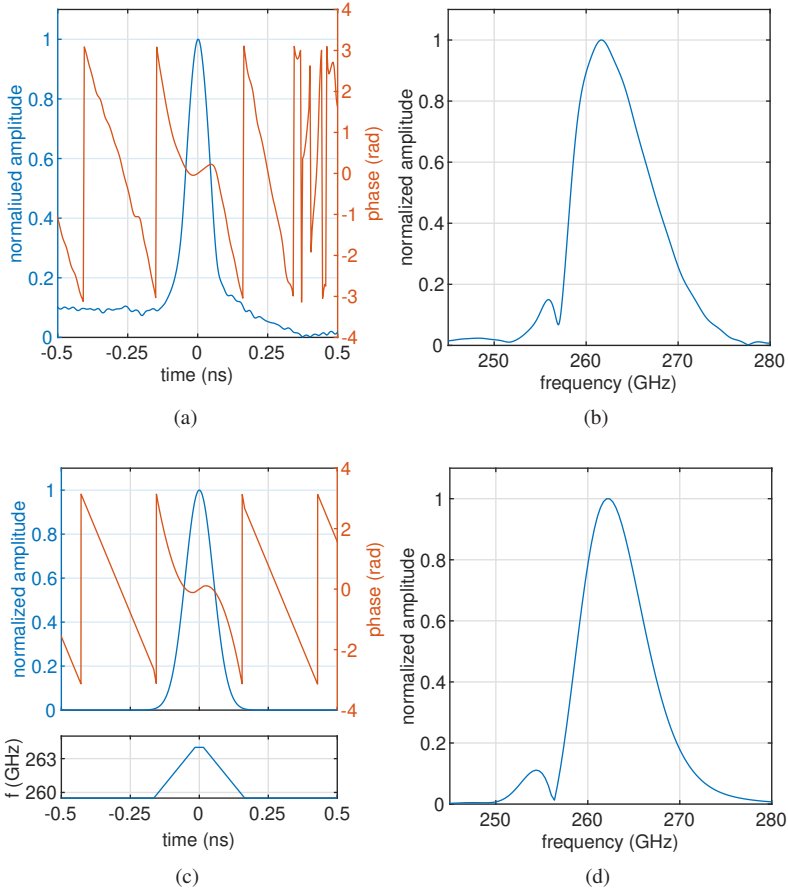 1
0.8
0.6
0.4
0.2
0
normaliued amplitude
4
3
2
1
0
-1
-2
-3
-4
phase (rad)
-0.5 -0.25 0 0.25 0.5
time (ns)
(a)
1
0.8
0.6
0.4
0.2
0
normalized amplitude
250 260 270 280
frequency (GHz)
(b)
1
0.8
0.6
0.4
0.2
0
normalized amplitude
4
2
0
-2
-4
phase (rad)
263
260
f (GHz)
-0.5 -0.25 0 0.25 0.5
time (ns)
(c)
1
0.8
0.6
0.4
0.2
0
normalized amplitude
250 260 270 280
frequency (GHz)
(d)